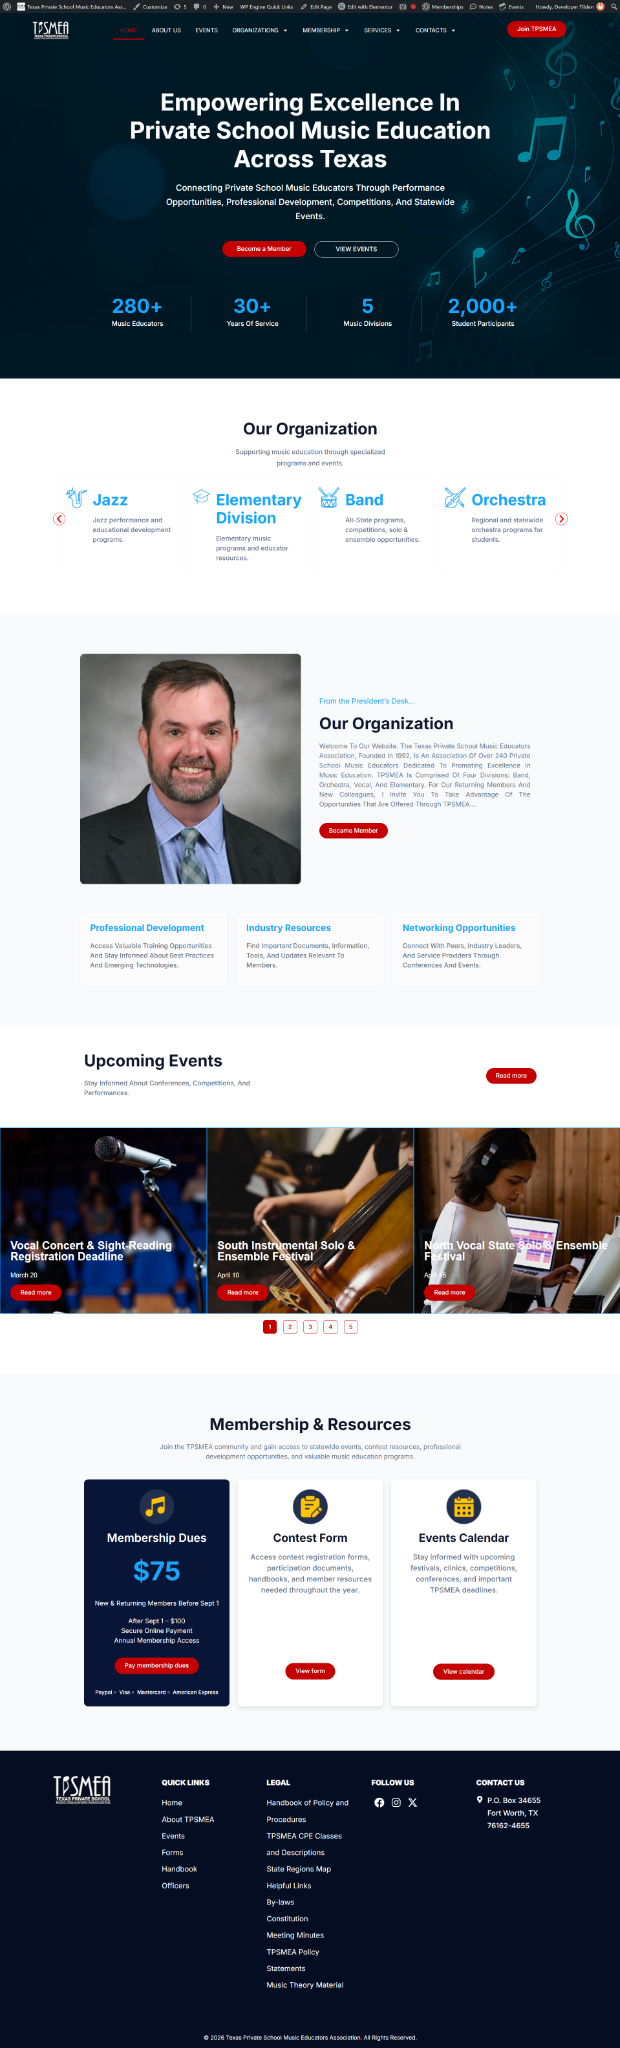 Texas Private School Music Educators Ass...
Customize
5
0
New
WP Engine Quick Links
Edit Page
Edit with Elementor
Memberships
Notes
Events
Howdy, Developer Tilden
TPSMEA
TEXAS PRIVATE SCHOOL
HOME
ABOUT US
EVENTS
ORGANIZATIONS
MEMBERSHIP
SERVICES
CONTACTS
Join TPSMEA
Empowering Excellence In
Private School Music Education
Across Texas
Connecting Private School Music Educators Through Performance
Opportunities, Professional Development, Competitions, And Statewide
Events.
Become a Member
VIEW EVENTS
280+
Music Educators
30+
Years Of Service
5
Music Divisions
2,000+
Student Participants
Our Organization
Supporting music education through specialized
programs and events.
Jazz
Jazz performance and
educational development
programs.
Elementary
Division
Elementary music
programs and educator
resources.
Band
All-State programs,
competitions, solo &
ensemble opportunities.
Orchestra
Regional and statewide
orchestra programs for
students.
From the President's Desk...
Our Organization
Welcome To Our Website. The Texas Private School Music Educators
Association, Founded in 1992, Is An Association Of Over 240 Private
School Music Educators Dedicated To Promoting Excellence in
Music Education. TPSMEA Is Comprised Of Four Divisions: Band,
Orchestra, Vocal, And Elementary. For Our Returning Members And
New Colleagues, I Invite You To Take Advantage Of The
Opportunities That Are Offered Through TPSMEA....
Became Member
Professional Development
Access Valuable Training Opportunities
And Stay Informed About Best Practices
And Emerging Technologies.
Industry Resources
Find Important Documents, Information,
Tools, And Updates Relevant To
Members.
Networking Opportunities
Connect With Peers, Industry Leaders,
And Service Providers Through
Conferences And Events.
Upcoming Events
Stay Informed About Conferences, Competitions, And
Performances.
Read more
Vocal Concert & Sight-Reading
Registration Deadline
March 20
Read more
South Instrumental Solo &
Ensemble Festival
April 10
Read more
North Vocal State Solo & Ensemble
Festival
April 15
Read more
1
2
3
4
5
Membership & Resources
Join the TPSMEA community and gain access to statewide events, contest resources, professional
development opportunities, and valuable music education programs.
Membership Dues
$75
New & Returning Members Before Sept 1
After Sept 1 – $100
Secure Online Payment
Annual Membership Access
Pay membership dues
Paypal • Visa • Mastercard • American Express
Contest Form
Access contest registration forms,
participation documents,
handbooks, and member resources
needed throughout the year.
View form
Events Calendar
Stay informed with upcoming
festivals, clinics, competitions,
conferences, and important
TPSMEA deadlines.
View calendar
TPSMEA
TEXAS PRIVATE SCHOOL
MUSIC EDUCATORS ASSOCIATION
QUICK LINKS
Home
About TPSMEA
Events
Forms
Handbook
Officers
LEGAL
Handbook of Policy and
Procedures
TPSMEA CPE Classes
and Descriptions
State Regions Map
Helpful Links
By-laws
Constitution
Meeting Minutes
TPSMEA Policy
Statements
Music Theory Material
FOLLOW US
CONTACT US
P.O. Box 34655
Fort Worth, TX
76162-4655
© 2026 Texas Private School Music Educators Association. All Rights Reserved.